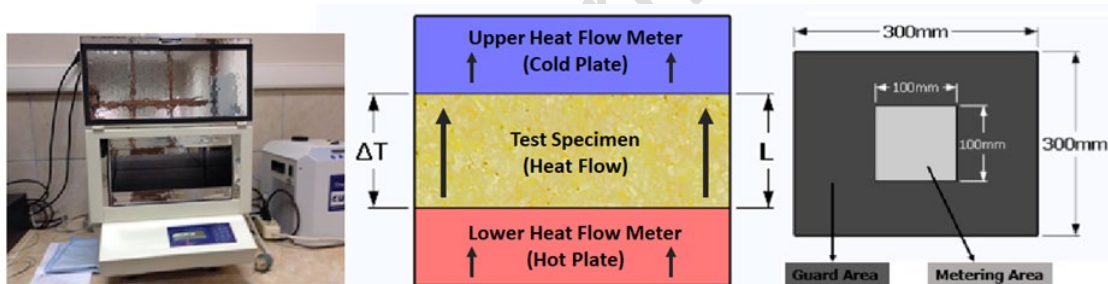 Upper Heat Flow Meter
(Cold Plate)
ΔT
Test Specimen
(Heat Flow)
L
Lower Heat Flow Meter
(Hot Plate)
300mm
100mm
100mm
300mm
Guard Area
Metering Area